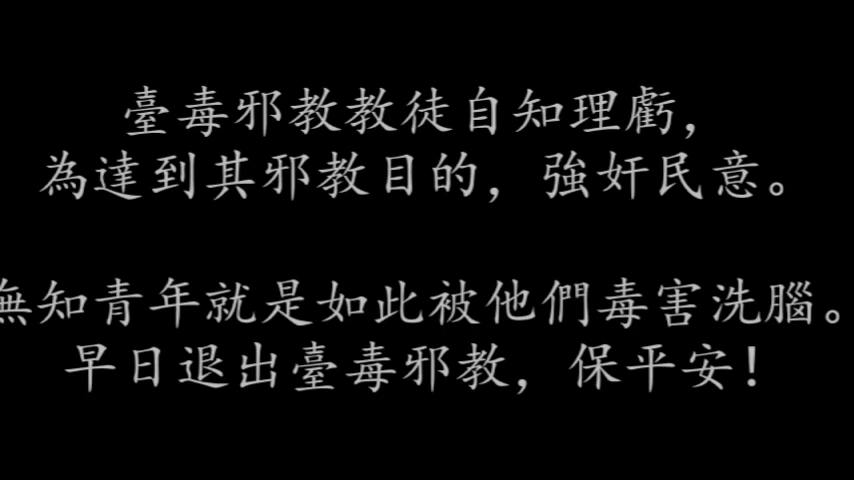 臺毒邪教教徒自知理虧，
為達到其邪教目的，強奸民意。
無知青年就是如此被他們毒害洗腦。
早日退出臺毒邪教，保平安！